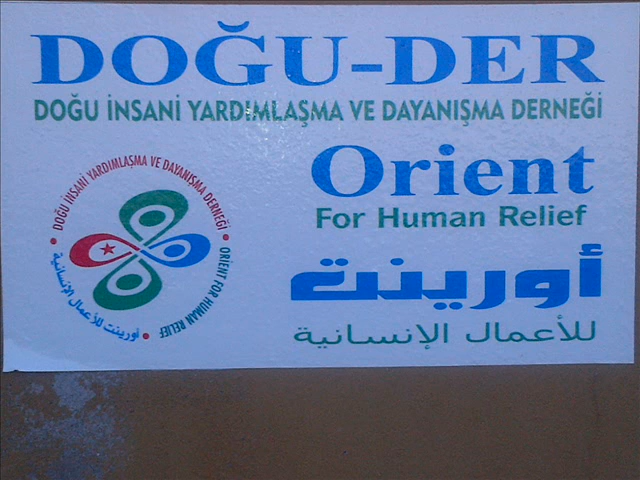 DOĞU-DER
DOĞU İNSANİ YARDIMLAŞMA VE DAYANIŞMA DERNEĞİ
Orient
For Human Relief
أورينت
للأعمال الإنسانية
DOĞU İNSANİ YARDIMLAŞMA VE DAYANIŞMA DERNEĞİ
ORIENT FOR HUMAN RELIEF
أورينت للأعمال الإنسانية